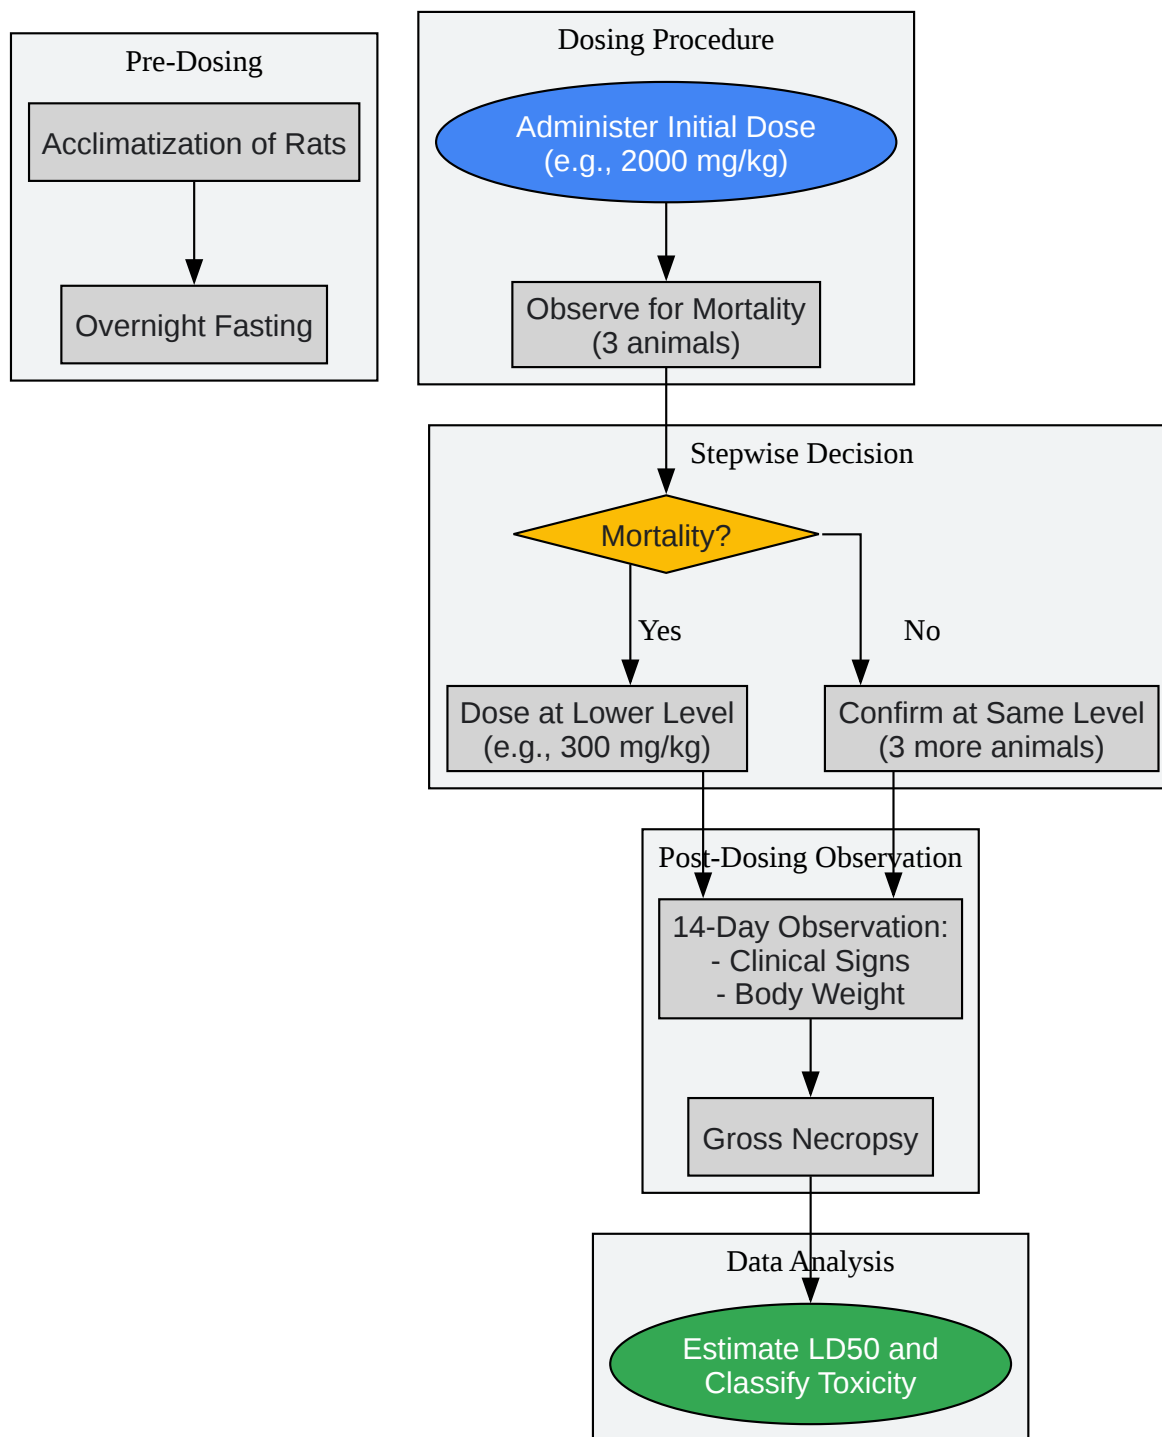 Pre-Dosing
Acclimatization of Rats
Overnight Fasting
Dosing Procedure
Administer Initial Dose
(e.g., 2000 mg/kg)
Observe for Mortality
(3 animals)
Stepwise Decision
Mortality?
Yes
No
Dose at Lower Level
(e.g., 300 mg/kg)
Confirm at Same Level
(3 more animals)
Post-Dosing Observation
14-Day Observation:
- Clinical Signs
- Body Weight
Gross Necropsy
Data Analysis
Estimate LD50 and
Classify Toxicity